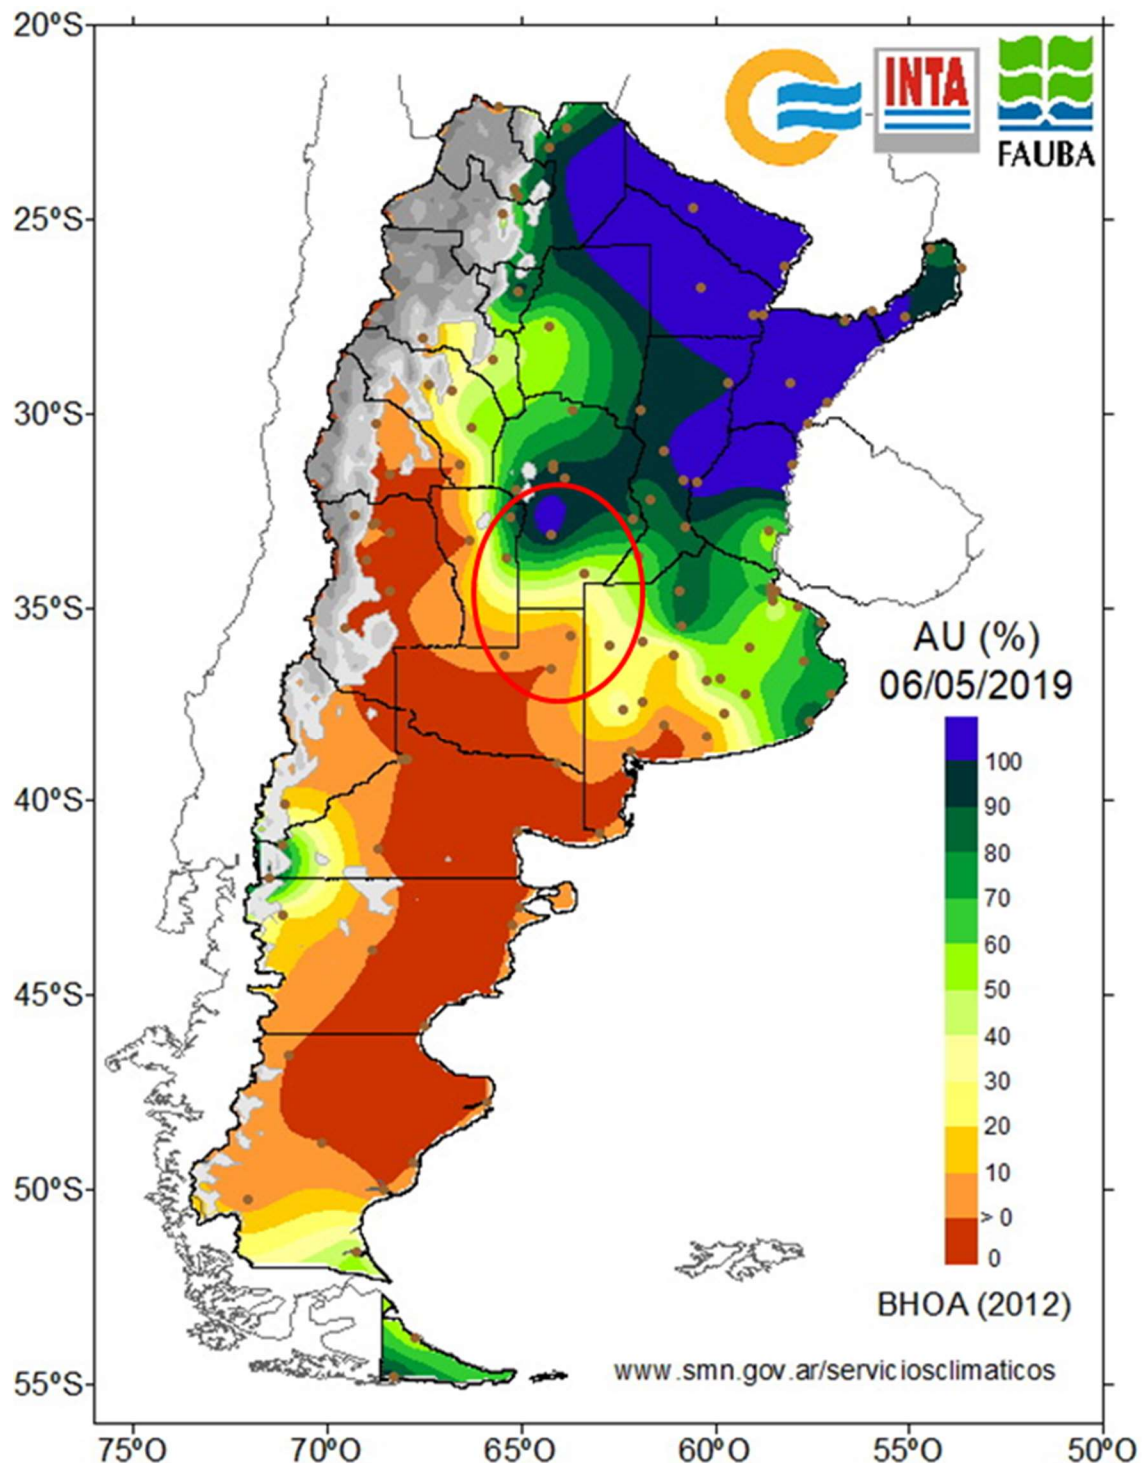 20ºS
INTA
FAUBA
25ºS
30ºS
35ºS
AU (%)
06/05/2019
100
90
40ºS
80
70
60
45ºS
50
40
30
20
50ºS
10
> 0
0
BHOA (2012)
www.smn.gov.ar/serviciosclimaticos
55ºS
75ºO 70ºO 65ºO 60ºO 55ºO 50ºO